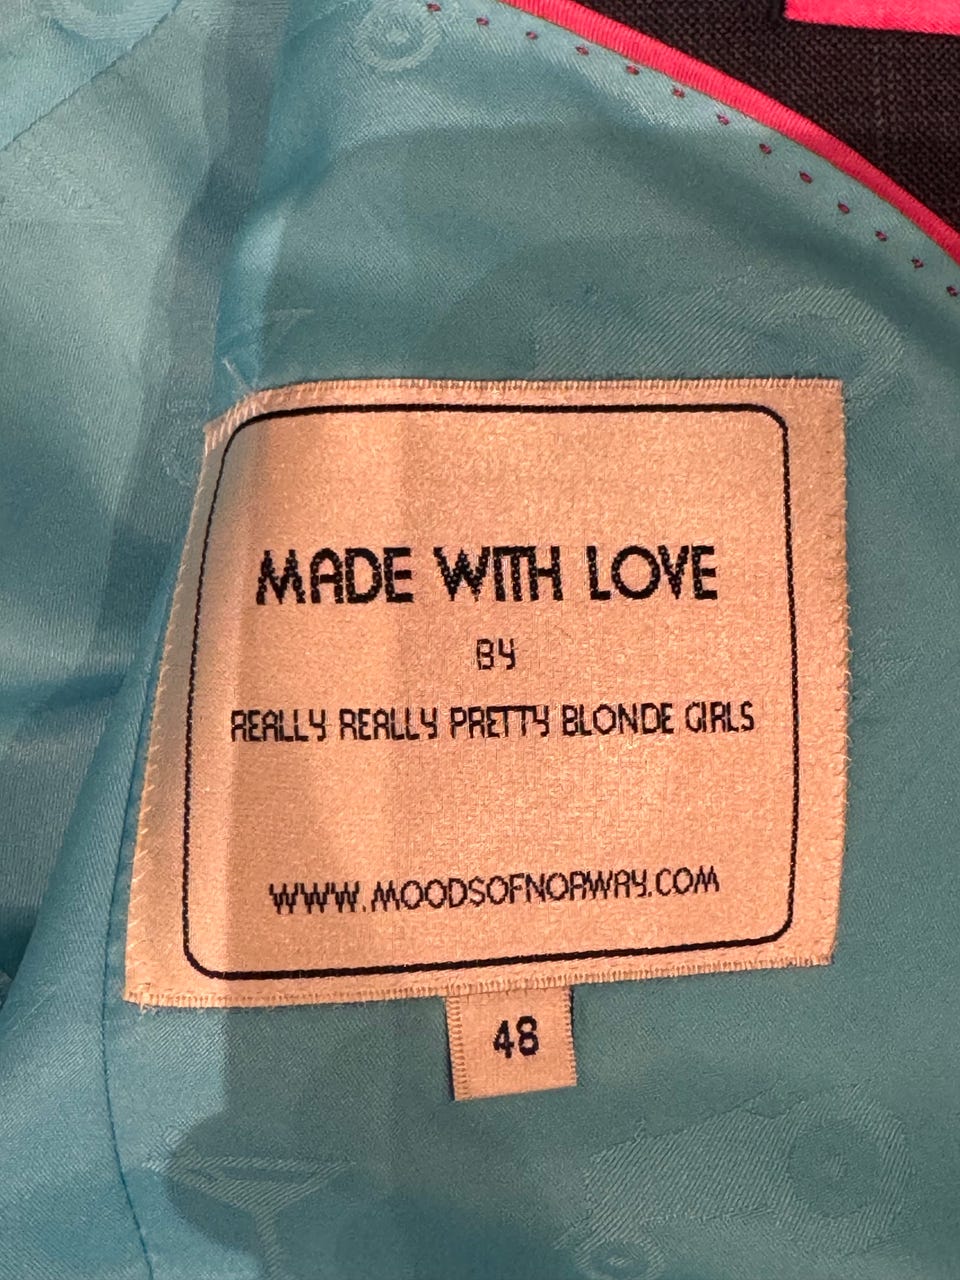 MADE WITH LOVE
BY
REALLY REALLY PRETTY BLONDE GIRLS
WWW.MOODSOFNORWAY.COM
48